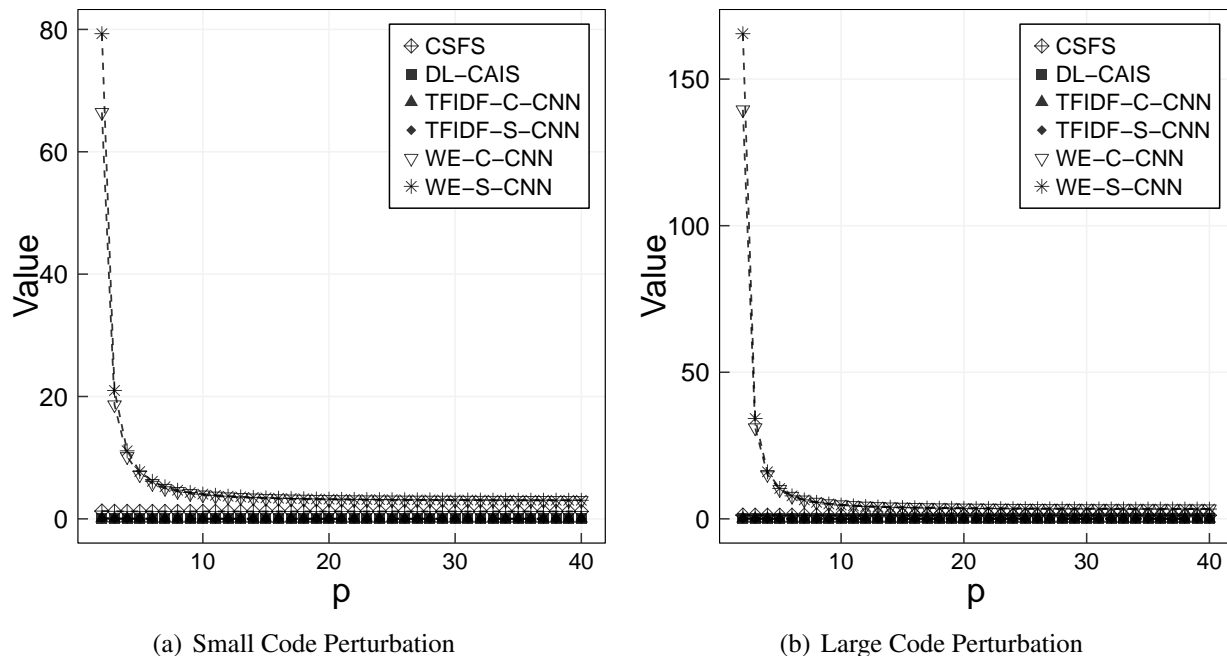 80
60
40
20
0
Value
10
20
30
40
p
CSFS
DL−CAIS
TFIDF−C−CNN
TFIDF−S−CNN
WE−C−CNN
WE−S−CNN
(a) Small Code Perturbation
150
100
50
0
Value
10
20
30
40
p
CSFS
DL−CAIS
TFIDF−C−CNN
TFIDF−S−CNN
WE−C−CNN
WE−S−CNN
(b) Large Code Perturbation